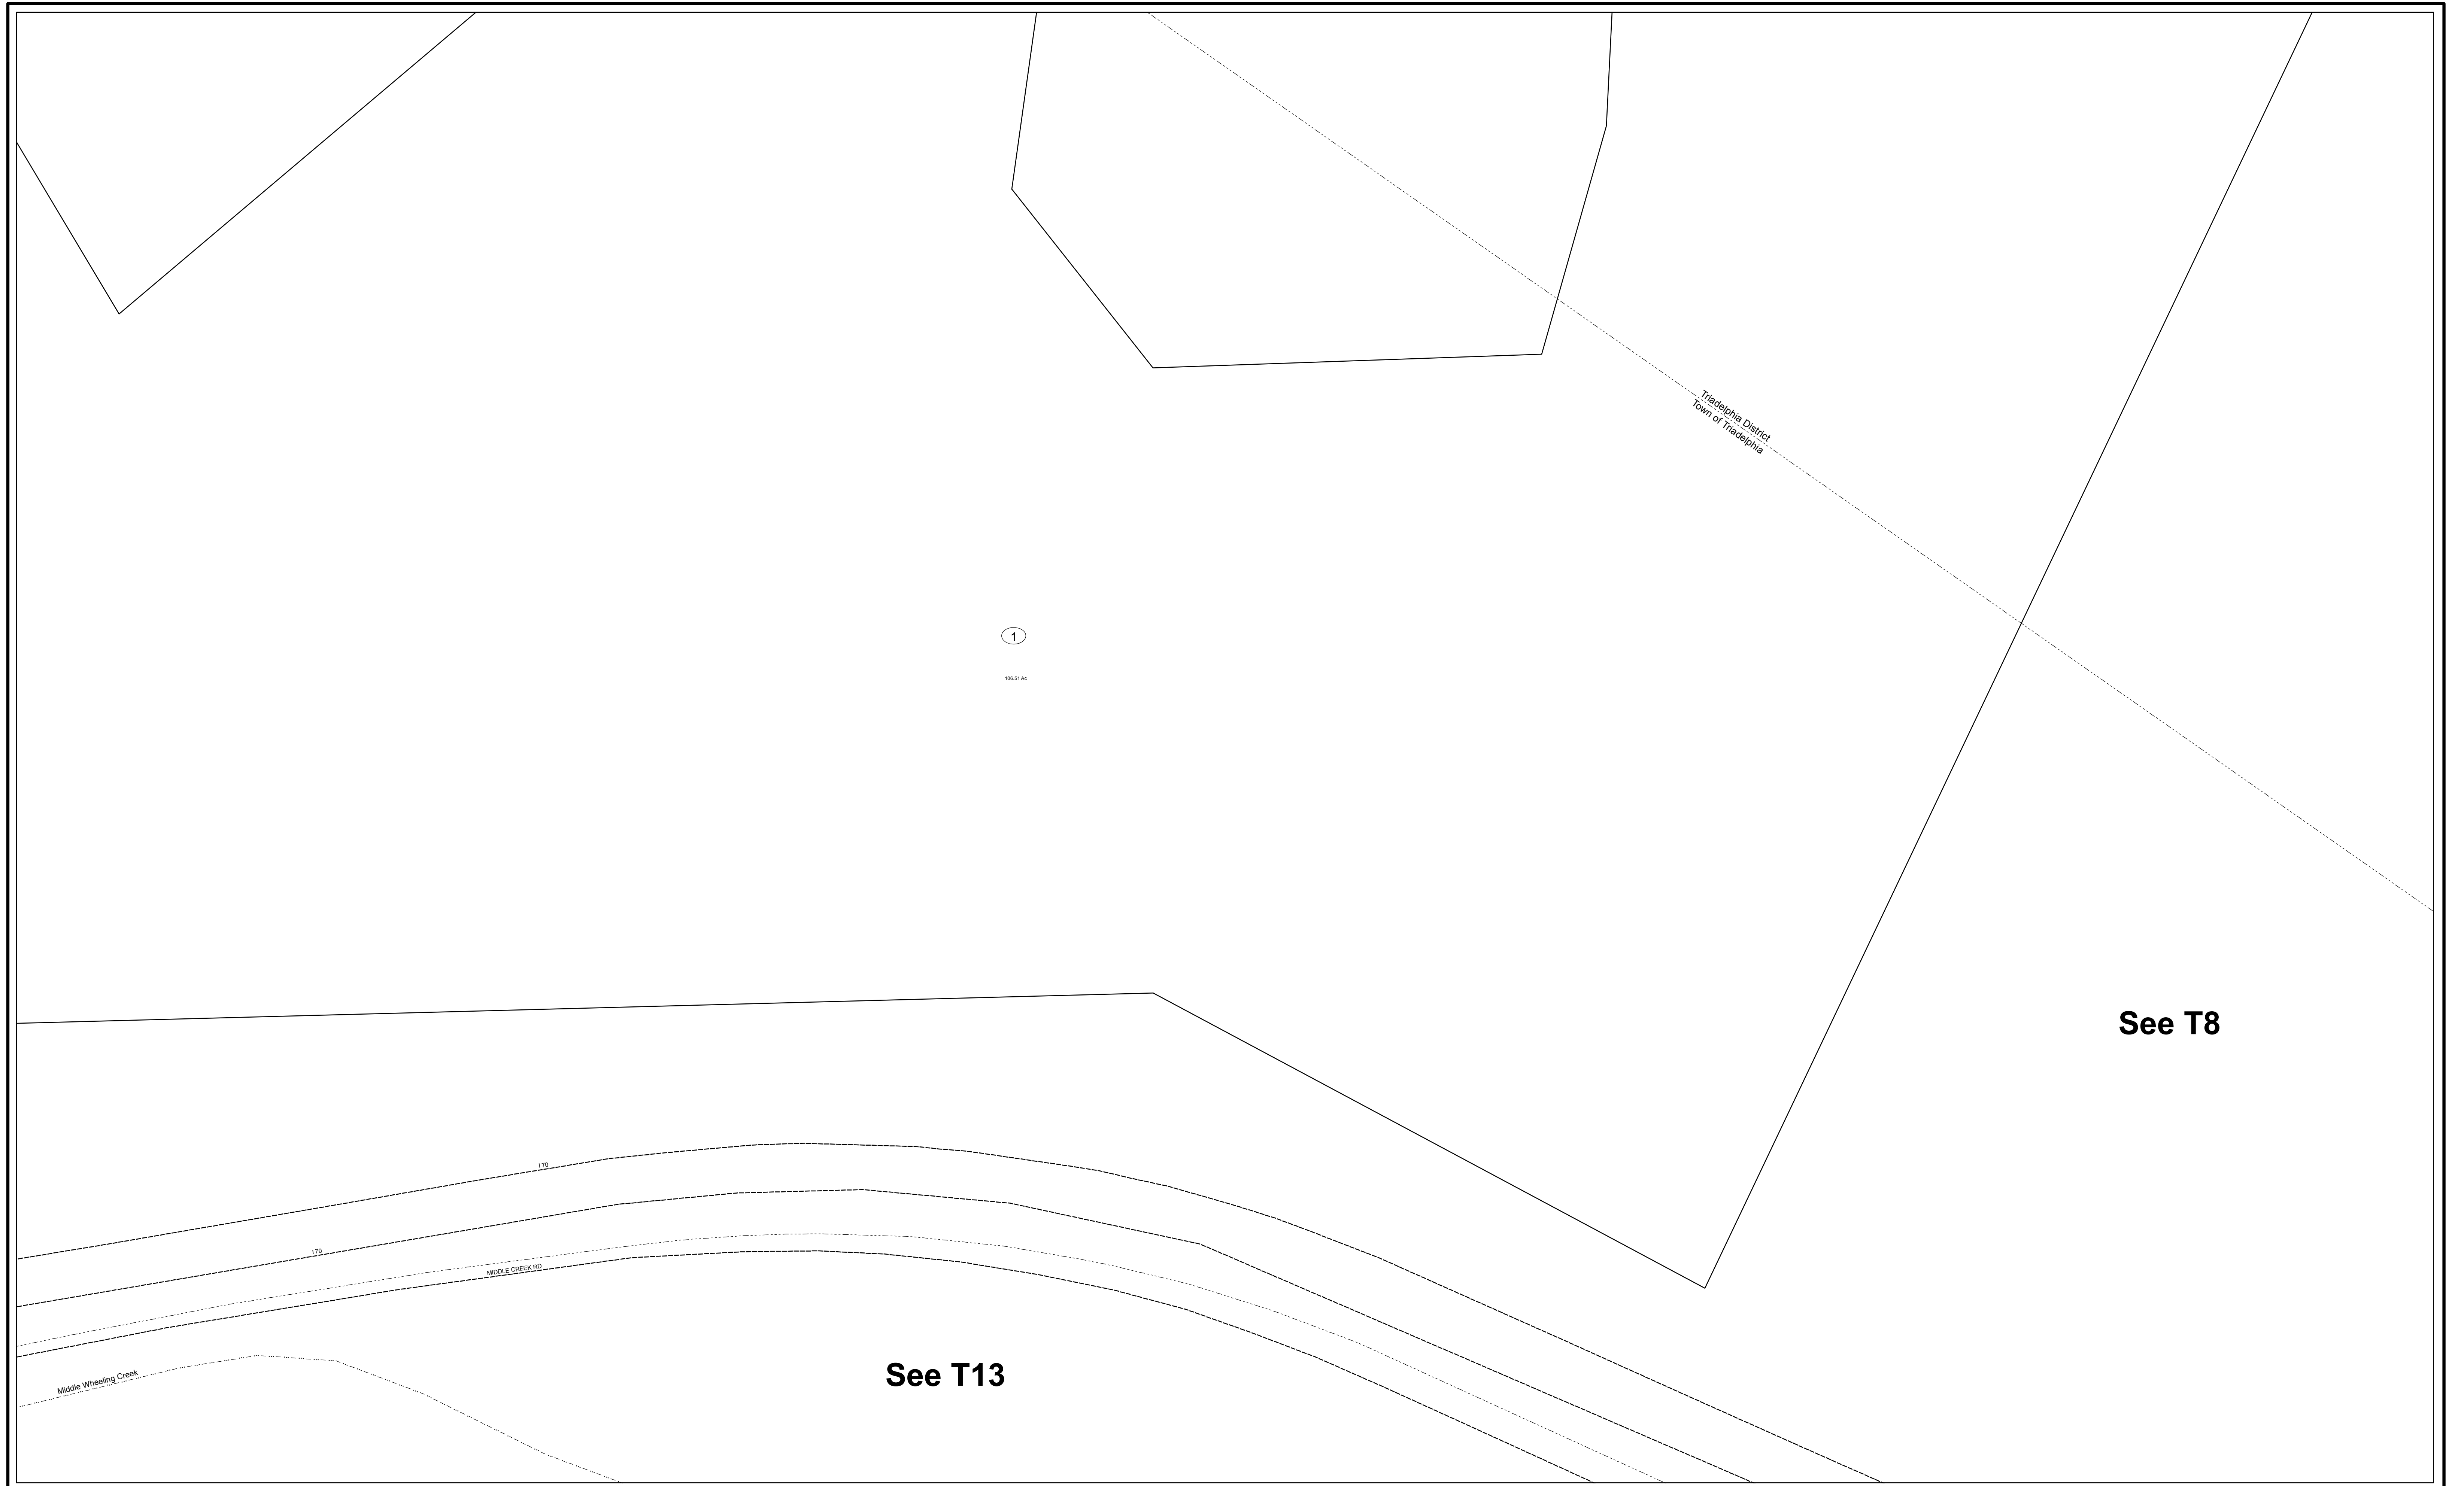 Triadelphia District
Town of Triadelphia
1
106.51 Ac
See T8
I 70
I 70
MIDDLE CREEK RD
See T13
Middle Wheeling Creek